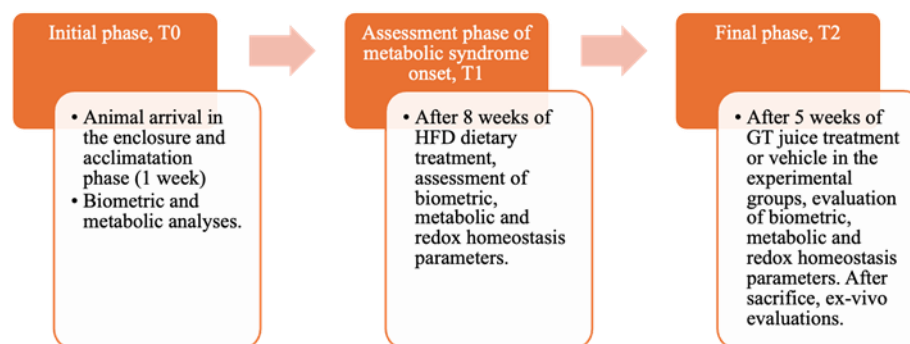 Initial phase, T0
• Animal arrival in
the enclosure and
acclimatation
phase (1 week)
• Biometric and
metabolic analyses.
Assessment phase of
metabolic syndrome
onset, T1
• After 8 weeks of
HFD dietary
treatment,
assessment of
biometric,
metabolic and
redox homeostasis
parameters.
Final phase, T2
• After 5 weeks of
GT juice treatment
or vehicle in the
experimental
groups, evaluation
of biometric,
metabolic and
redox homeostasis
parameters. After
sacrifice, ex-vivo
evaluations.